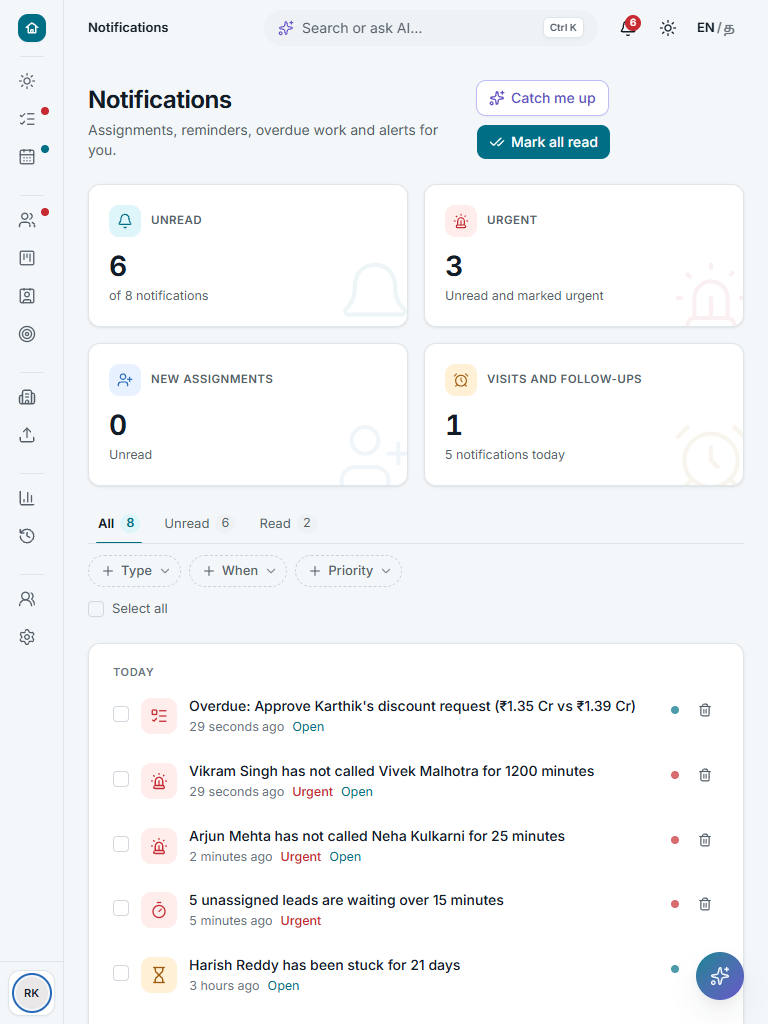 Notifications
Search or ask AI...
Ctrl K
6
EN / த
Notifications
Assignments, reminders, overdue work and alerts for
you.
Catch me up
Mark all read
UNREAD
6
of 8 notifications
URGENT
3
Unread and marked urgent
NEW ASSIGNMENTS
0
Unread
VISITS AND FOLLOW-UPS
1
5 notifications today
All 8
Unread 6
Read 2
Type
When
Priority
Select all
TODAY
Overdue: Approve Karthik's discount request (₹1.35 Cr vs ₹1.39 Cr)
29 seconds ago Open
Vikram Singh has not called Vivek Malhotra for 1200 minutes
29 seconds ago Urgent Open
Arjun Mehta has not called Neha Kulkarni for 25 minutes
2 minutes ago Urgent Open
5 unassigned leads are waiting over 15 minutes
5 minutes ago Urgent
Harish Reddy has been stuck for 21 days
3 hours ago Open
RK